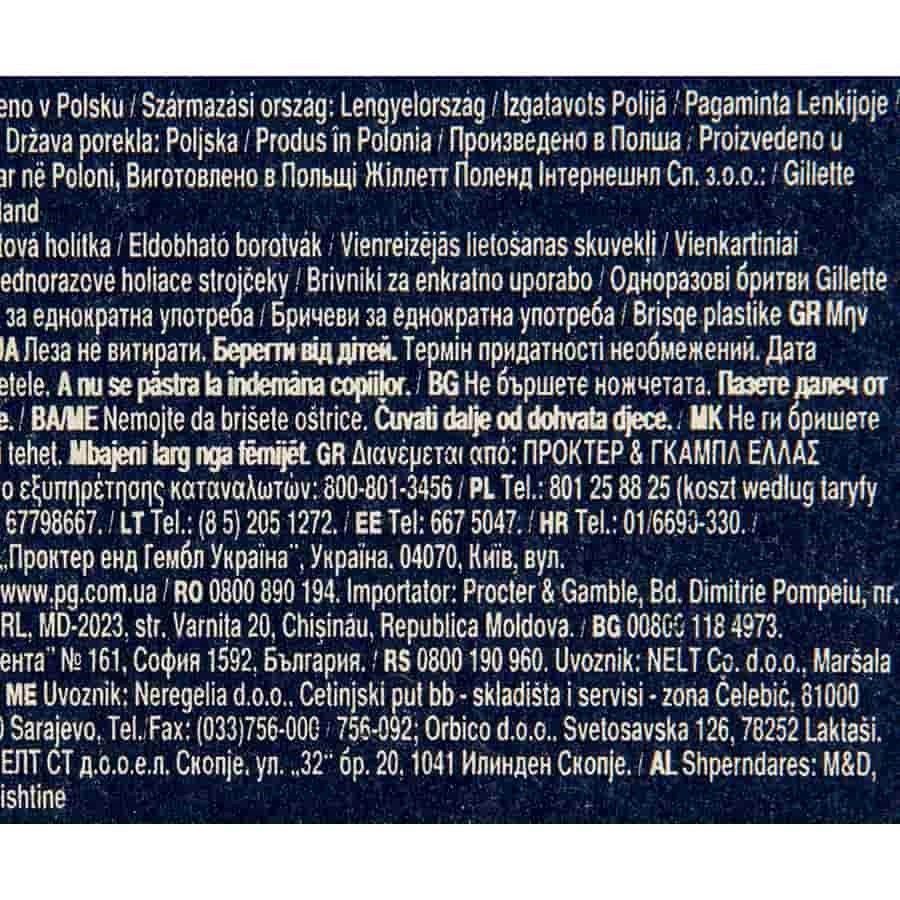 eno v Polsku / Származási ország: Lengyelország / Izgatavots Polijā / Pagaminta Lenkijoje /
Država porekla: Poljska / Produs în Polonia / Произведено в Полша / Proizvedeno u
ar në Poloni, Виготовлено в Польщі Жіллетт Поленд Інтернешнл Сп. з.о.о.: / Gillette
land
ová holítka / Eldobható borotvák / Vienreizējās lietošanas skuvekļi / Vienkartiniai
ednorazové holiace strojčeky / Brivniki za enkratno uporabo / Одноразові бритви Gillette
за еднократна употреба / Бричеви за еднократна употреба / Brisqe plastike GR Μην
UA Леза не витирати. Берегти від дітей. Термін придатності необмежений. Дата
etele. A nu se păstra la îndemâna copiilor. / BG Не бършете ножчетата. Пазете далеч от
e. / BA/ME Nemojte da brišete oštrice. Čuvati dalje od dohvata djece. / MK Не ги бришете
i tehet. Mbajeni larg nga fëmijët. GR Διανέμεται από: ΠΡΟΚΤΕΡ & ΓΚΑΜΠΛ ΕΛΛΑΣ
ο εξυπηρέτησης καταναλωτών: 800-801-3456 / PL Tel.: 801 25 88 25 (koszt wedlug taryfy
67798667. / LT Tel.: (8 5) 205 1272. / EE Tel: 667 5047. / HR Tel.: 01/6690-330. /
„Проктер енд Гембл Україна", Україна, 04070, Київ, вул.
www.pg.com.ua / RO 0800 890 194. Importator: Procter & Gamble, Bd. Dimitrie Pompeiu, nr.
RL, MD-2023, str. Varnița 20, Chişinău, Republica Moldova. / BG 00800 118 4973.
ента" № 161, София 1592, България. / RS 0800 190 960. Uvoznik: NELT Co. d.o.o., Maršala
ME Uvoznik: Neregelia d.o.o., Cetinjski put bb - skladišta i servisi - zona Čelebić, 81000
0 Sarajevo, Tel./Fax: (033)756-000 / 756-092; Orbico d.o.o., Svetosavska 126, 78252 Laktaši.
ЕЛТ СТ д.о.о.е.л. Скопје, ул. „32" бр. 20, 1041 Илинден Скопје. / AL Shperndares: M&D,
ishtine